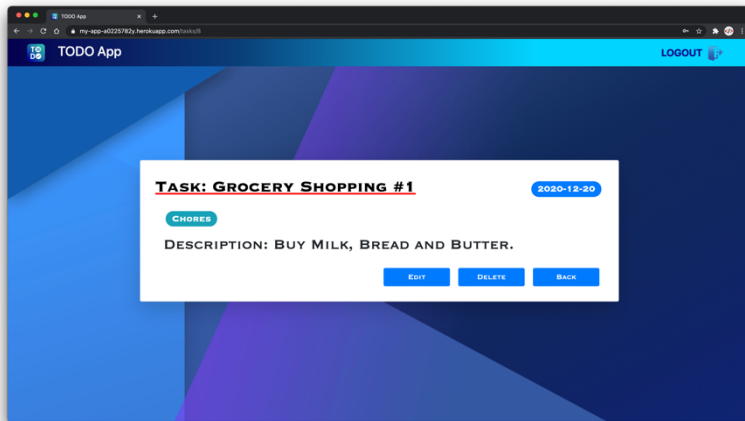 TODO App
my-app-a0225782y.herokuapp.com/tasks/8
TO
DO
TODO App
LOGOUT
Task: Grocery Shopping #1
2020-12-20
Chores
Description: Buy Milk, Bread and Butter.
Edit
Delete
Back